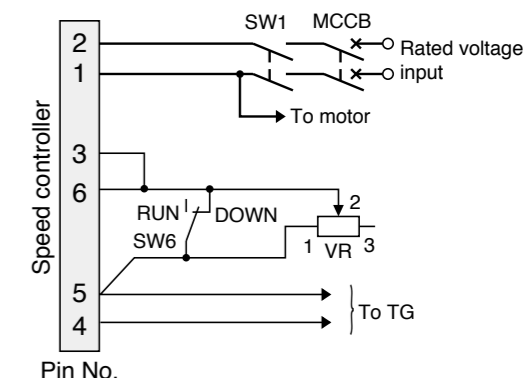 SW1 MCCB
2
Rated voltage
1
input
To motor
Speed controller
3
6
2
RUN DOWN
SW6
1 VR 3
5
To TG
4
Pin No.